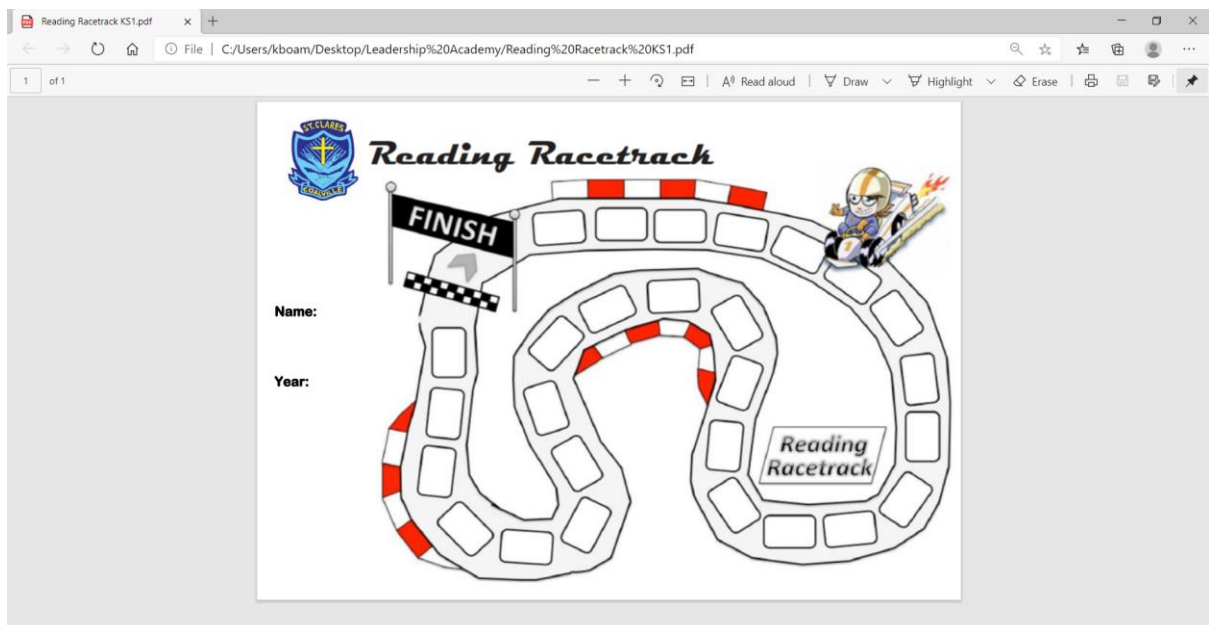 Reading Racetrack KS1.pdf
File | C:/Users/kboam/Desktop/Leadership%20Academy/Reading%20Racetrack%20KS1.pdf
1 of 1
Read aloud
Draw
Highlight
Erase
ST.CLARES
COALVILLE
Reading Racetrack
FINISH
1
Name:
Year:
Reading
Racetrack